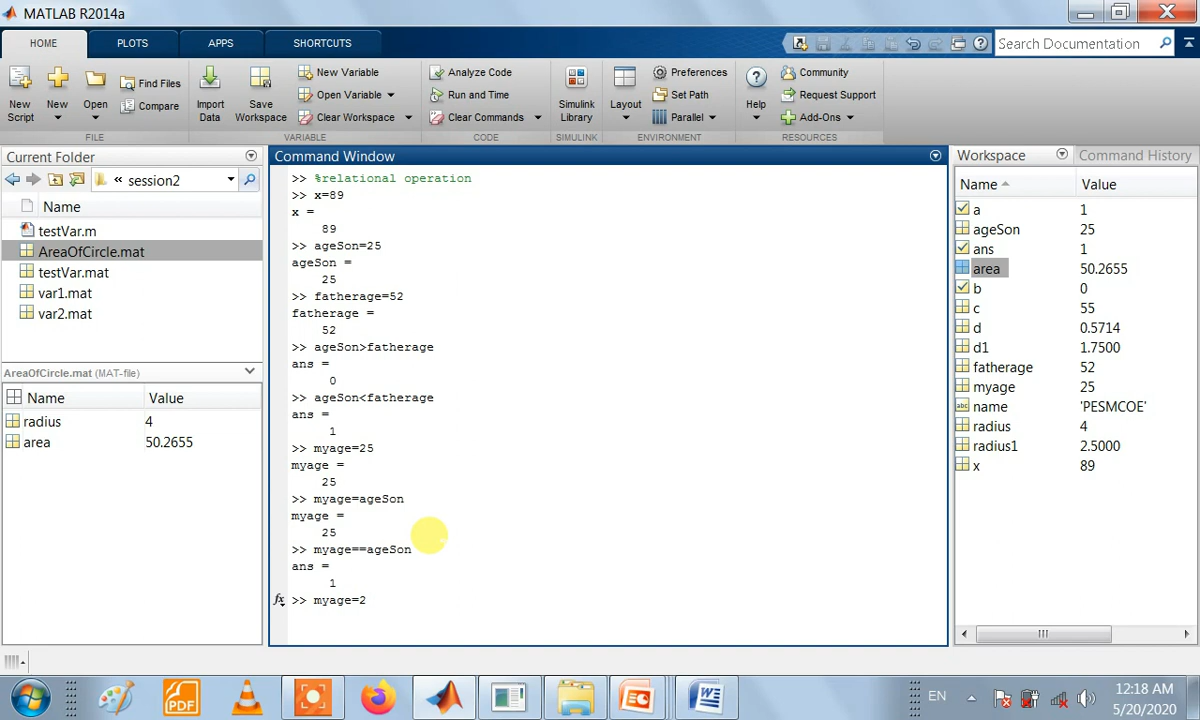 MATLAB R2014a
HOME PLOTS APPS SHORTCUTS Search Documentation
New Script New Open Find Files Compare Import Data Save Workspace New Variable Open Variable Clear Workspace Analyze Code Run and Time Clear Commands Simulink Library Layout Preferences Set Path Parallel Help Community Request Support Add-Ons
FILE VARIABLE CODE SIMULINK ENVIRONMENT RESOURCES
Current Folder
« session2
Name
testVar.m
AreaOfCircle.mat
testVar.mat
var1.mat
var2.mat
AreaOfCircle.mat (MAT-file)
Name Value
radius 4
area 50.2655
Command Window
>> %relational operation
>> x=89
x =
89
>> ageSon=25
ageSon =
25
>> fatherage=52
fatherage =
52
>> ageSon>fatherage
ans =
0
>> ageSon<fatherage
ans =
1
>> myage=25
myage =
25
>> myage=ageSon
myage =
25
>> myage==ageSon
ans =
1
fx >> myage=2
Workspace Command History
Name Value
a 1
ageSon 25
ans 1
area 50.2655
b 0
c 55
d 0.5714
d1 1.7500
fatherage 52
myage 25
abc name 'PESMCOE'
radius 4
radius1 2.5000
x 89
PDF
EN
12:18 AM
5/20/2020